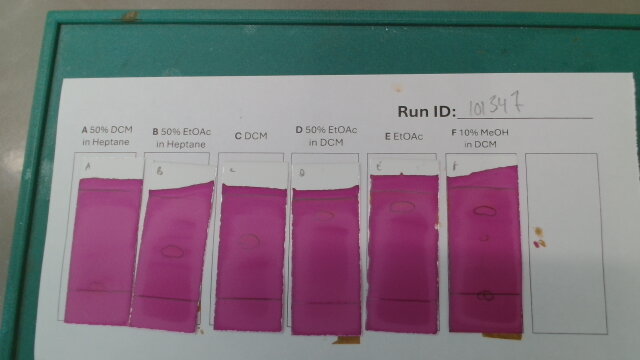 Run ID: 101347
A 50% DCM in Heptane
B 50% EtOAc in Heptane
C DCM
D 50% EtOAc in DCM
E EtOAc
F 10% MeOH in DCM
A
B
C
D
E
F